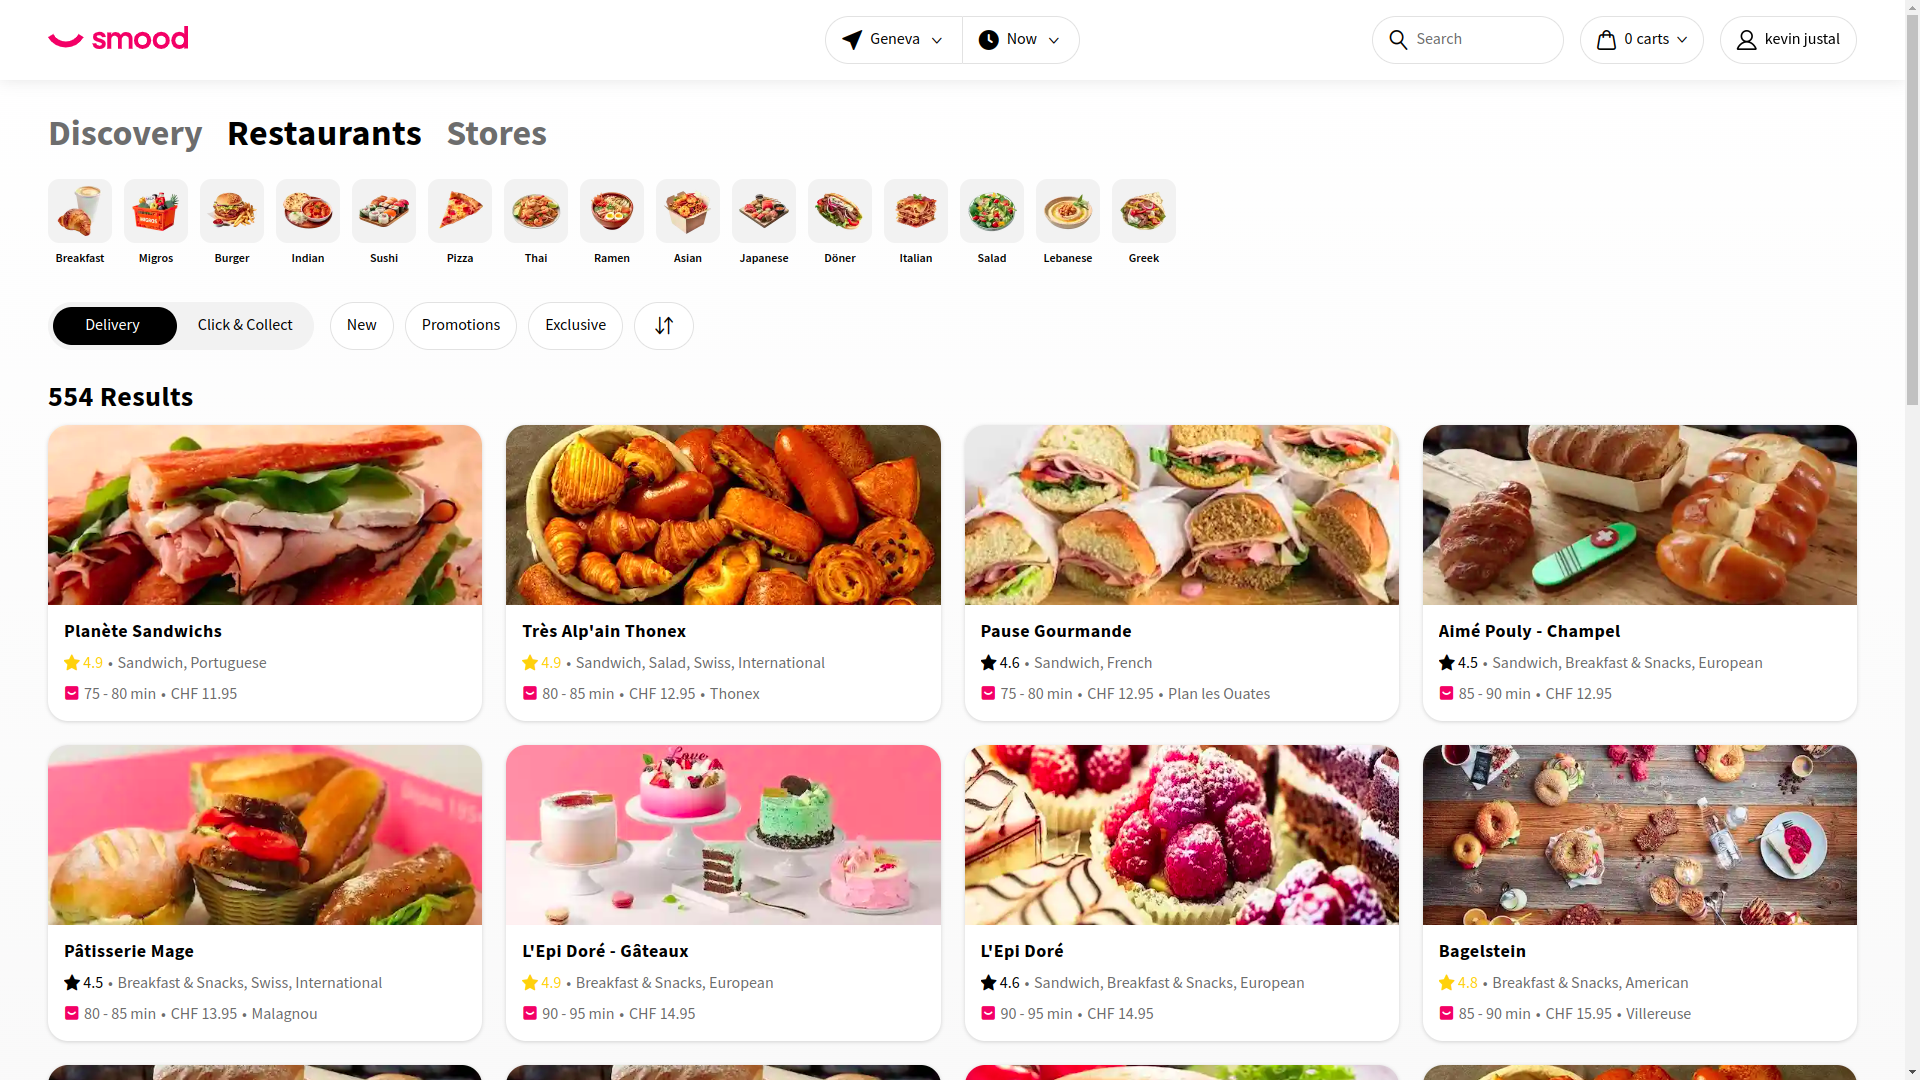 smood
Geneva
Now
Search
0 carts
kevin justal
Discovery Restaurants Stores
Breakfast Migros Burger Indian Sushi Pizza Thai Ramen Asian Japanese Döner Italian Salad Lebanese Greek
Delivery Click & Collect New Promotions Exclusive
554 Results
Planète Sandwichs
4.9 • Sandwich, Portuguese
75 - 80 min • CHF 11.95
Très Alp'ain Thonex
4.9 • Sandwich, Salad, Swiss, International
80 - 85 min • CHF 12.95 • Thonex
Pause Gourmande
4.6 • Sandwich, French
75 - 80 min • CHF 12.95 • Plan les Ouates
Aimé Pouly - Champel
4.5 • Sandwich, Breakfast & Snacks, European
85 - 90 min • CHF 12.95
Pâtisserie Mage
4.5 • Breakfast & Snacks, Swiss, International
80 - 85 min • CHF 13.95 • Malagnou
Love
L'Epi Doré - Gâteaux
4.9 • Breakfast & Snacks, European
90 - 95 min • CHF 14.95
L'Epi Doré
4.6 • Sandwich, Breakfast & Snacks, European
90 - 95 min • CHF 14.95
Bagelstein
4.8 • Breakfast & Snacks, American
85 - 90 min • CHF 15.95 • Villereuse